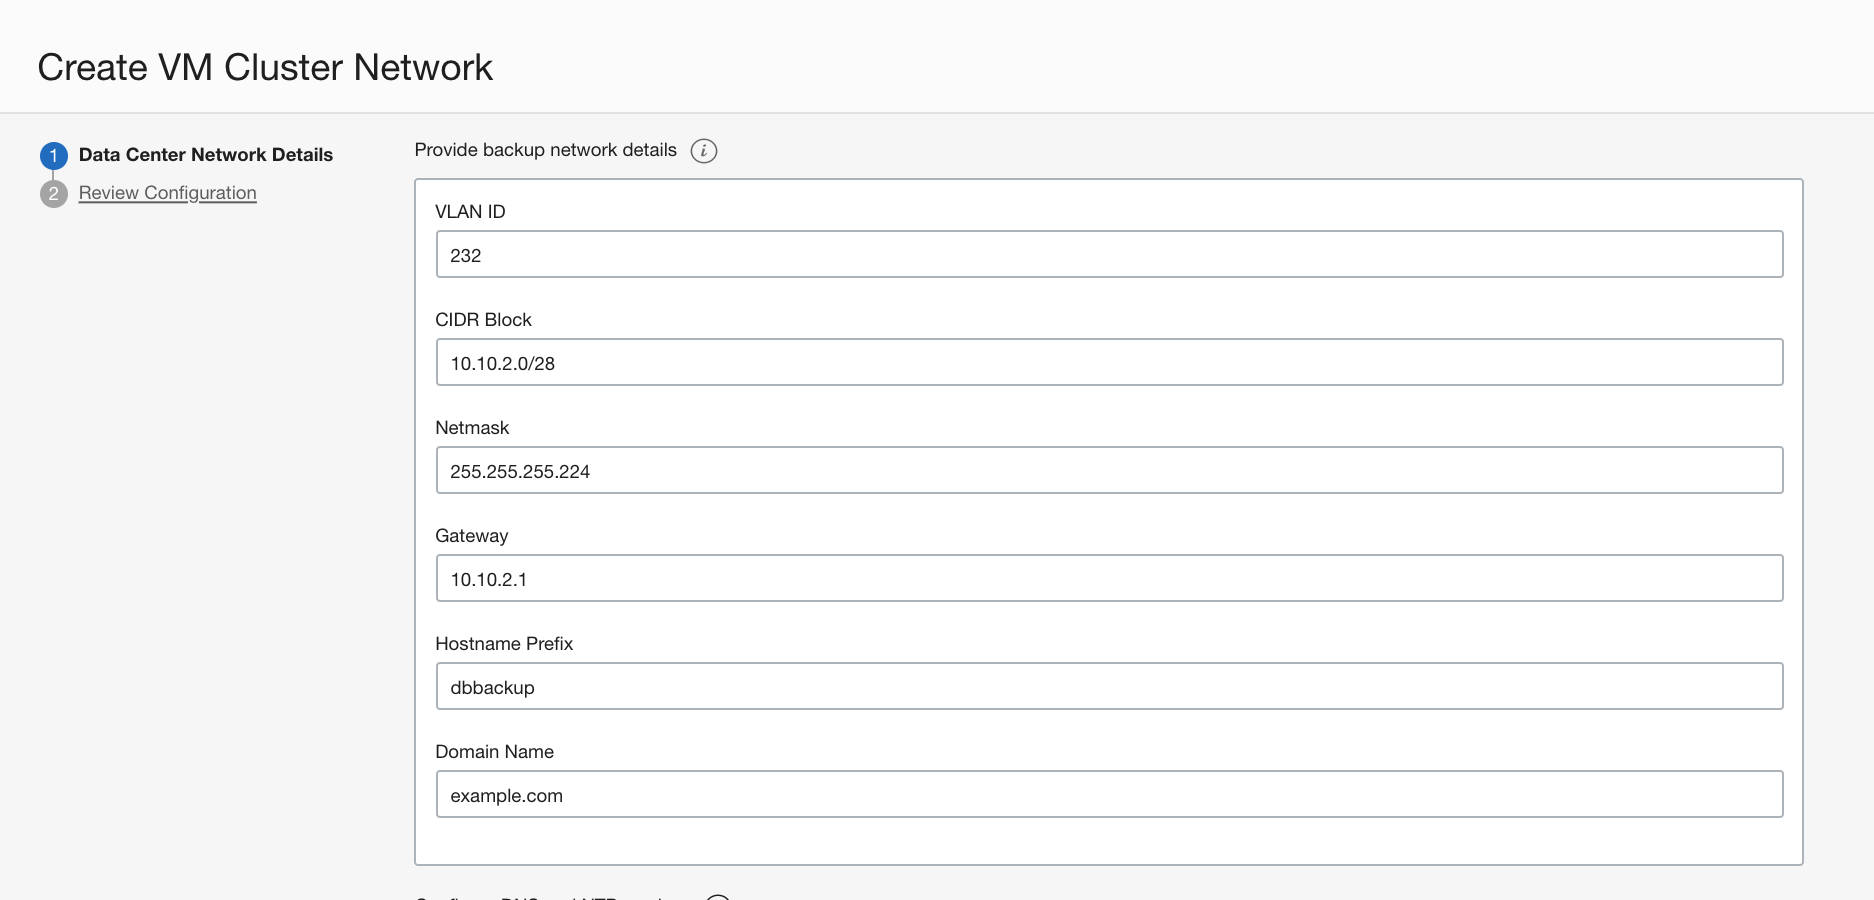 Create VM Cluster Network
1 Data Center Network Details
2 Review Configuration
Provide backup network details i
VLAN ID
232
CIDR Block
10.10.2.0/28
Netmask
255.255.255.224
Gateway
10.10.2.1
Hostname Prefix
dbbackup
Domain Name
example.com